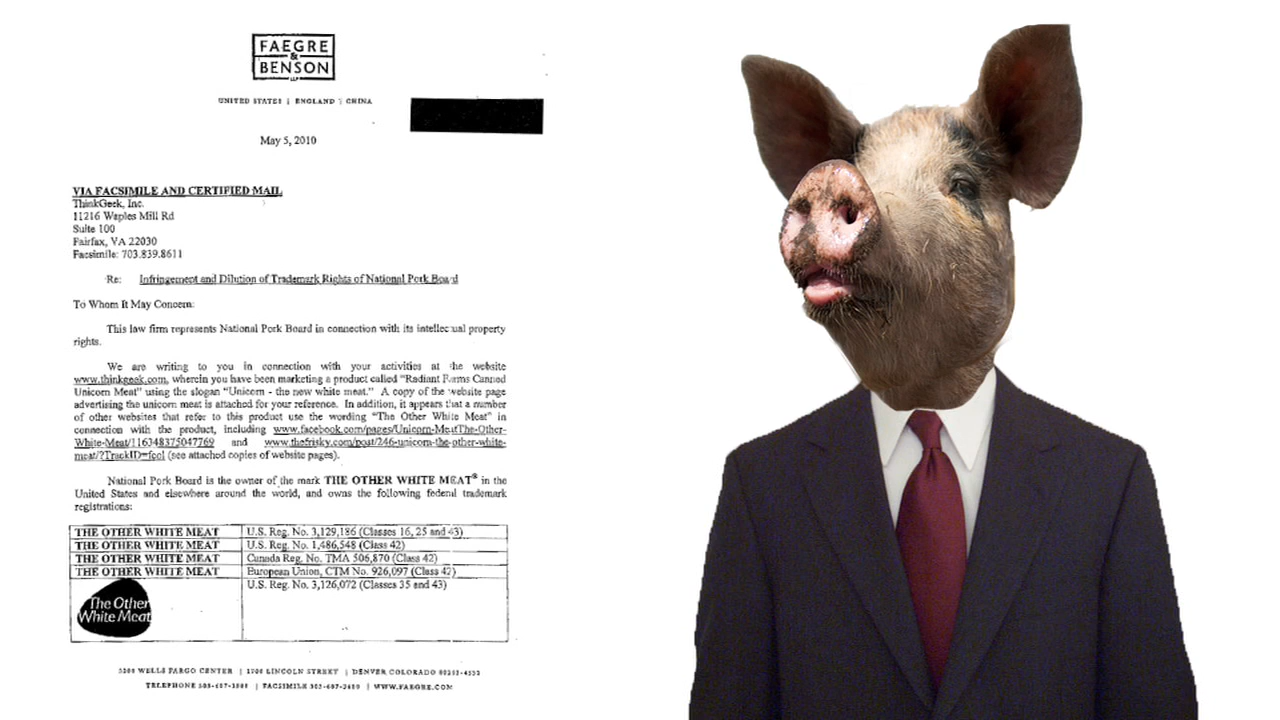 FAEGRE
&
BENSON
LLP
UNITED STATES | ENGLAND | CHINA
May 5, 2010
VIA FACSIMILE AND CERTIFIED MAIL
ThinkGeek, Inc.
11216 Waples Mill Rd
Suite 100
Fairfax, VA 22030
Facsimile: 703.839.8611
Re: Infringement and Dilution of Trademark Rights of National Pork Board
To Whom It May Concern:
This law firm represents National Pork Board in connection with its intellectual property
rights.
We are writing to you in connection with your activities at the website
www.thinkgeek.com, wherein you have been marketing a product called "Radiant Farms Canned
Unicorn Meat" using the slogan "Unicorn - the new white meat." A copy of the website page
advertising the unicorn meat is attached for your reference. In addition, it appears that a number
of other websites that refer to this product use the wording "The Other White Meat" in
connection with the product, including www.facebook.com/pages/Unicorn-MeatThe-Other-
White-Meat/116348375047769 and www.thefrisky.com/post/246-unicorn-the-other-white-
meat/?TrackID=fool (see attached copies of website pages).
National Pork Board is the owner of the mark THE OTHER WHITE MEAT® in the
United States and elsewhere around the world, and owns the following federal trademark
registrations:
THE OTHER WHITE MEAT U.S. Reg. No. 3,129,186 (Classes 16, 25 and 43)
THE OTHER WHITE MEAT U.S. Reg. No. 1,486,548 (Class 42)
THE OTHER WHITE MEAT Canada Reg. No. TMA 506,870 (Class 42)
THE OTHER WHITE MEAT European Union, CTM No. 926,097 (Class 42)
U.S. Reg. No. 3,126,072 (Classes 35 and 43)
The Other
White Meat
WELLS FARGO CENTER | LINCOLN STREET | DENVER COLORADO
TELEPHONE | FACSIMILE | WWW.FAEGRE.COM